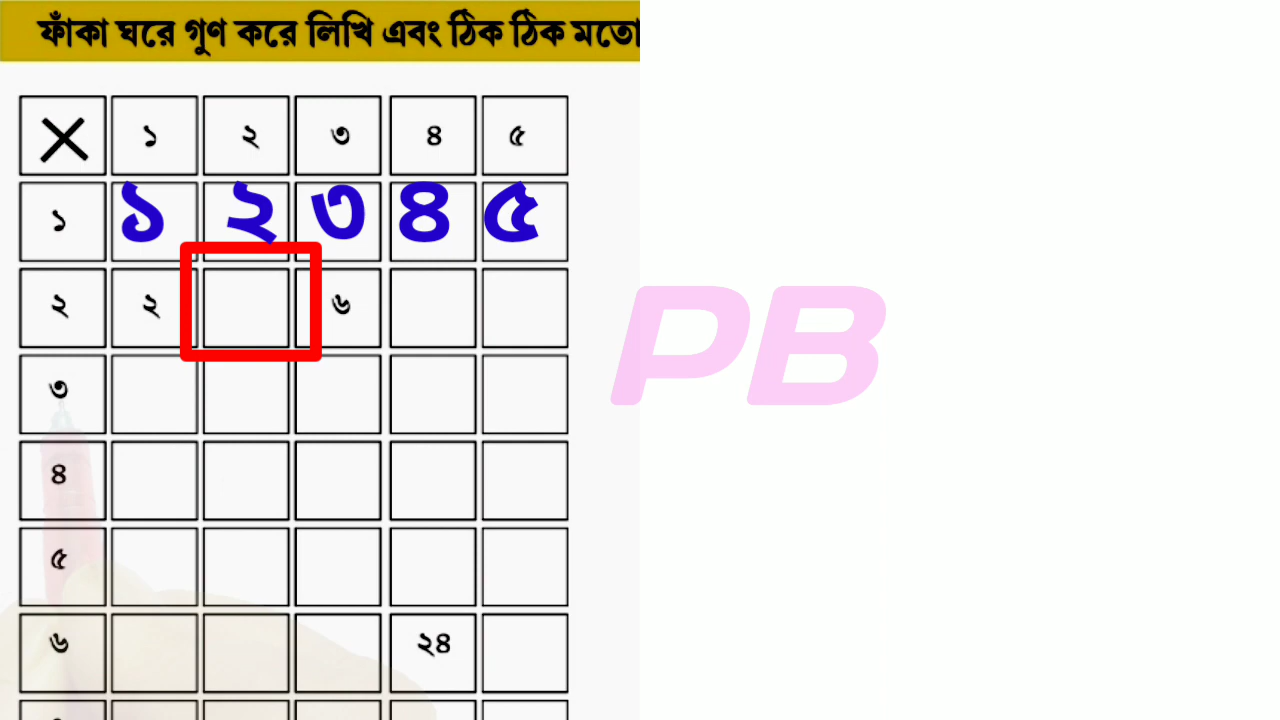 ফাঁকা ঘরে গুণ করে লিখি এবং ঠিক ঠিক মতো
× ১ ২ ৩ ৪ ৫
১ ১ ২ ৩ ৪ ৫
২ ২ ৬
৩
৪
৫
৬ ২৪
PB